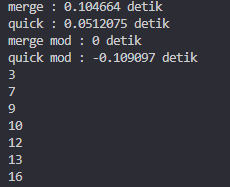 merge : 0.104664 detik
quick : 0.0512075 detik
merge mod : 0 detik
quick mod : -0.109097 detik
3
7
9
10
12
13
16